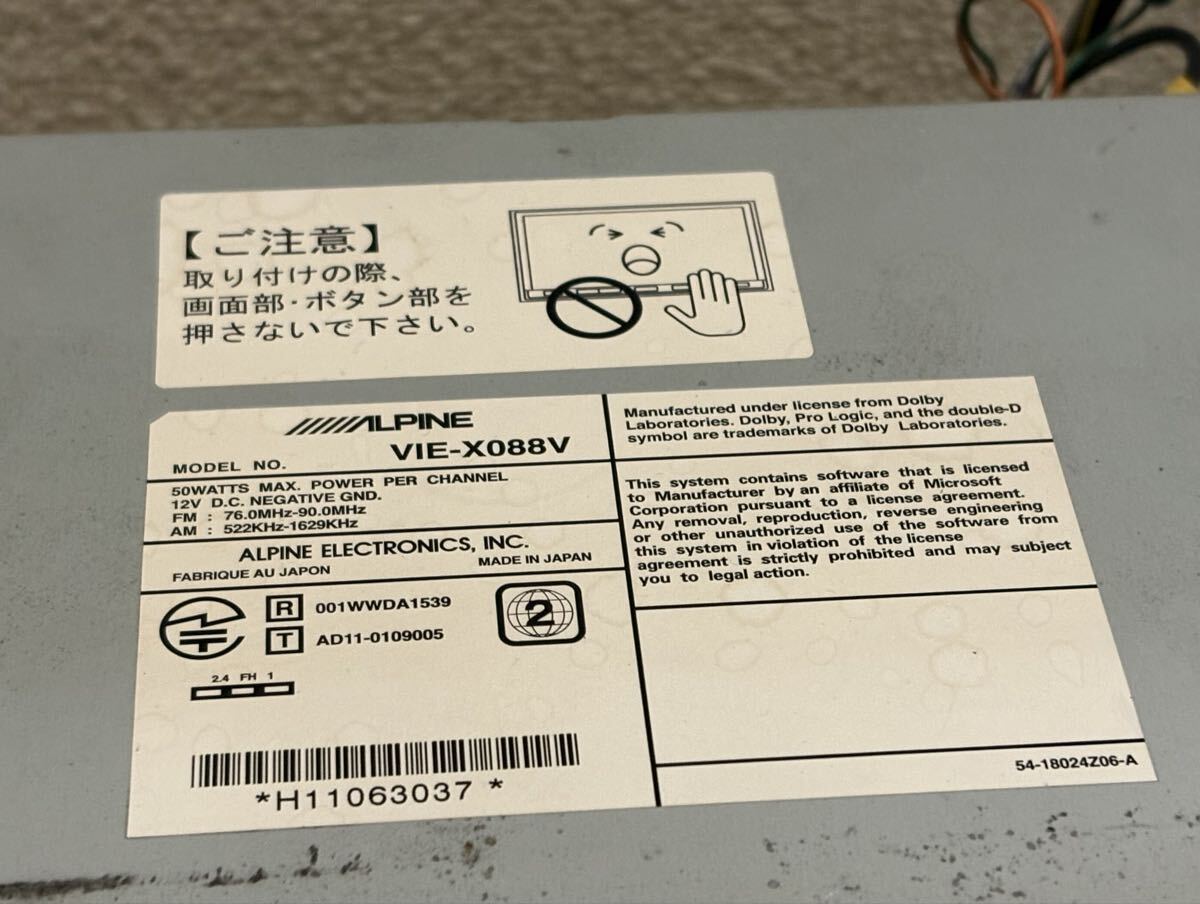 【ご注意】
取り付けの際、
画面部·ボタン部を
押さないで下さい。
ALPINE
MODEL NO. VIE-X088V
50WATTS MAX. POWER PER CHANNEL
12V D.C. NEGATIVE GND.
FM : 76.0MHz-90.0MHz
AM : 522KHz-1629KHz
ALPINE ELECTRONICS, INC.
FABRIQUE AU JAPON MADE IN JAPAN
R 001WWDA1539
T AD11-0109005
2
2.4 FH 1
*H11063037*
Manufactured under license from Dolby
Laboratories. Dolby, Pro Logic, and the double-D
symbol are trademarks of Dolby Laboratories.
This system contains software that is licensed
to Manufacturer by an affiliate of Microsoft
Corporation pursuant to a license agreement.
Any removal, reproduction, reverse engineering
or other unauthorized use of the software from
this system in violation of the license
agreement is strictly prohibited and may subject
you to legal action.
54-18024Z06-A